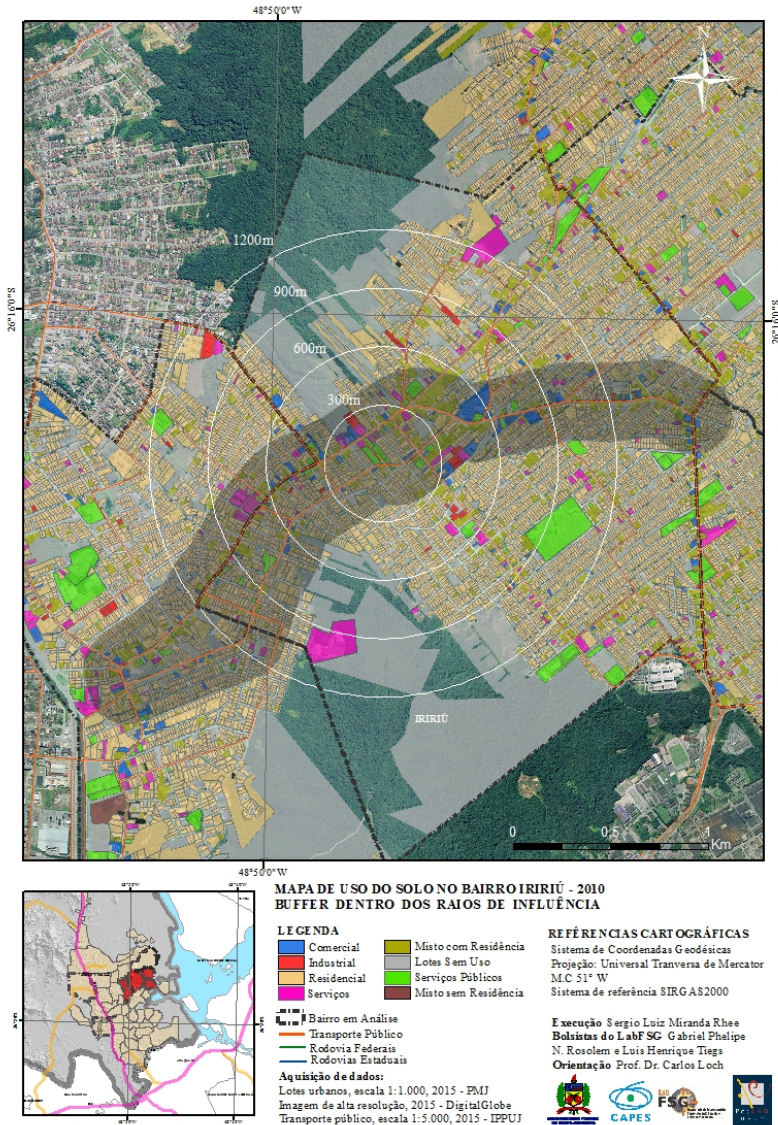 48°50'0"W
N
26°16'0"S
26°16'0"S
1200m
900m
600m
300m
IRIRIÚ
0 0,5 1
Km
48°50'0"W
MAPA DE USO DO SOLO NO BAIRRO IRIRIÚ - 2010
BUFFER DENTRO DOS RAIOS DE INFLUÊNCIA
LEGENDA
Comercial
Industrial
Residencial
Serviços
Misto com Residência
Lotes Sem Uso
Serviços Públicos
Misto sem Residência
Bairro em Análise
Transporte Público
Rodovia Federais
Rodovias Estaduais
Aquisição de dados:
Lotes urbanos, escala 1:1.000, 2015 - PMJ
Imagem de alta resolução, 2015 - DigitalGlobe
Transporte público, escala 1:5.000, 2015 - IPPUJ
REFÊRENCIAS CARTOGRÁFICAS
Sistema de Coordenadas Geodésicas
Projeção: Universal Tranversa de Mercator
M.C 51° W
Sistema de referência SIRGAS2000
Execução Sergio Luiz Miranda Rhee
Bolsistas do LabFSG Gabriel Phelipe
N. Rosolem e Luis Henrique Tiegs
Orientação Prof. Dr. Carlos Loch
CAPES
Lab
FSG